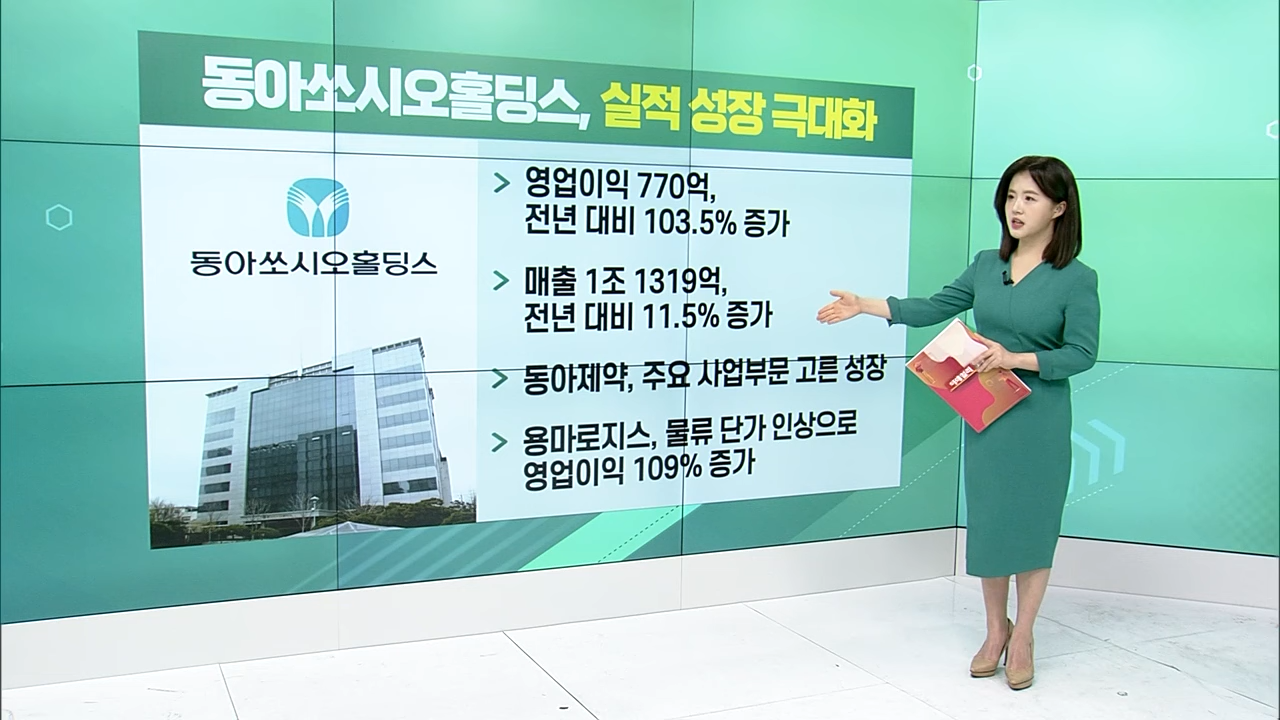 동아쏘시오홀딩스, 실적 성장 극대화
동아쏘시오홀딩스
> 영업이익 770억,
전년 대비 103.5% 증가
> 매출 1조 1319억,
전년 대비 11.5% 증가
> 동아제약, 주요 사업부문 고른 성장
> 용마로지스, 물류 단가 인상으로
영업이익 109% 증가